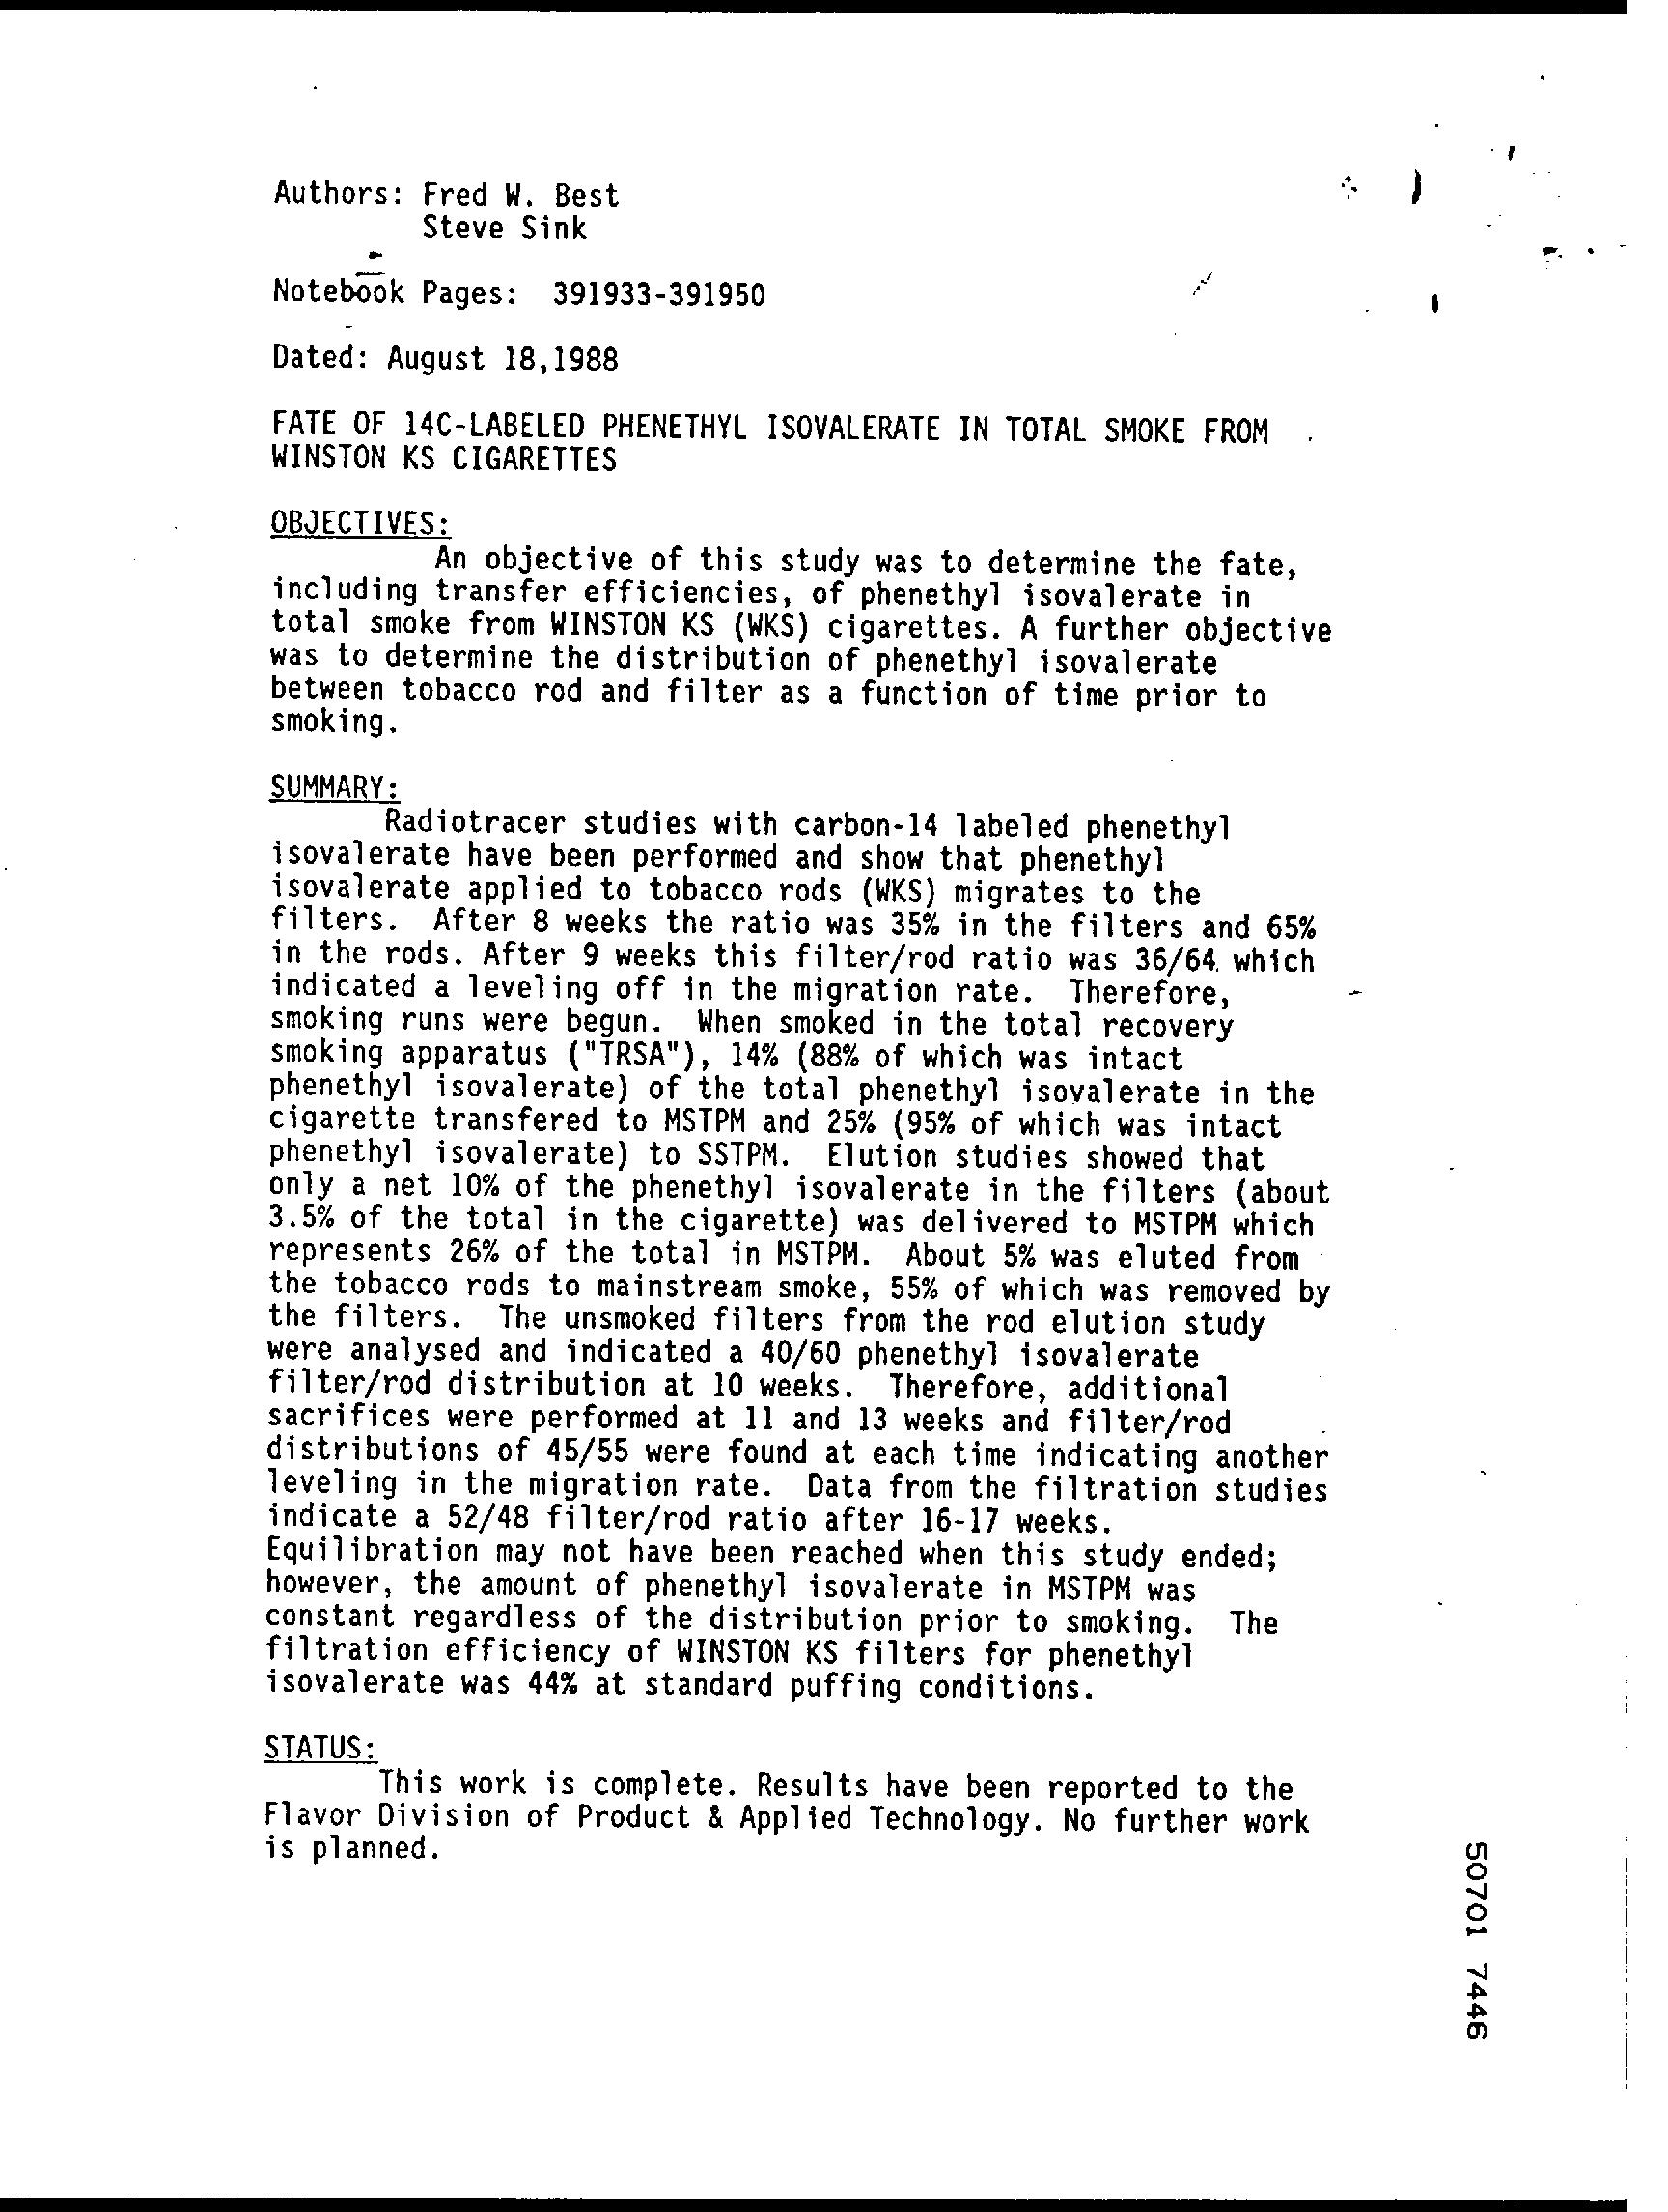 Authors: Fred W. Best
Steve Sink
Notebook Pages: 391933-391950
Dated: August 18,1988
FATE OF 14C-LABELED PHENETHYL ISOVALERATE IN TOTAL SMOKE FROM
WINSTON KS CIGARETTES
OBJECTIVES:
An objective of this study was to determine the fate,
including transfer efficiencies, of phenethyl isovalerate in
total smoke from WINSTON KS (WKS) cigarettes. A further objective
was to determine the distribution of phenethyl isovalerate
between tobacco rod and filter as a function of time prior to
smoking.
SUMMARY:
Radiotracer studies with carbon-14 labeled phenethyl
isovalerate have been performed and show that phenethyl
isovalerate applied to tobacco rods (WKS) migrates to the
filters. After 8 weeks the ratio was 35% in the filters and 65%
in the rods. After 9 weeks this filter/rod ratio was 36/64 which
indicated a leveling off in the migration rate. Therefore,
smoking runs were begun. When smoked in the total recovery
smoking apparatus ("TRSA"), 14% (88% of which was intact
phenethyl isovalerate) of the total phenethyl isovalerate in the
cigarette transfered to MSTPM and 25% (95% of which was intact
phenethyl isovalerate) to SSTPM. Elution studies showed that
only a net 10% of the phenethyl isovalerate in the filters (about
3.5% of the total in the cigarette) was delivered to MSTPM which
represents 26% of the total in MSTPM. About 5% was eluted from
the tobacco rods to mainstream smoke, 55% of which was removed by
the filters. The unsmoked filters from the rod elution study
were analysed and indicated a 40/60 phenethyl isovalerate
filter/rod distribution at 10 weeks. Therefore, additional
sacrifices were performed at 11 and 13 weeks and filter/rod
distributions of 45/55 were found at each time indicating another
leveling in the migration rate. Data from the filtration studies
indicate a 52/48 filter/rod ratio after 16-17 weeks.
Equilibration may not have been reached when this study ended;
however, the amount of phenethyl isovalerate in MSTPM was
constant regardless of the distribution prior to smoking. The
filtration efficiency of WINSTON KS filters for phenethyl
isovalerate was 44% at standard puffing conditions.
STATUS:
This work is complete. Results have been reported to the
Flavor Division of Product & Applied Technology. No further work
is planned.
50701 7446